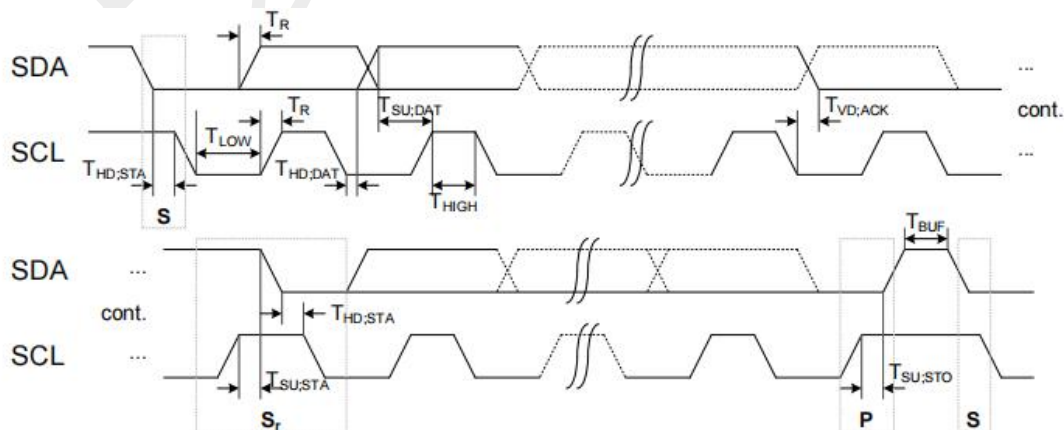 T_R
SDA ...
T_SU;DAT T_R T_VD;ACK
T_LOW cont.
SCL ...
T_HD;STA T_HD;DAT T_HIGH
S
T_BUF
SDA ...
cont. T_HD;STA
SCL ...
T_SU;STA T_SU;STO
S_r P S